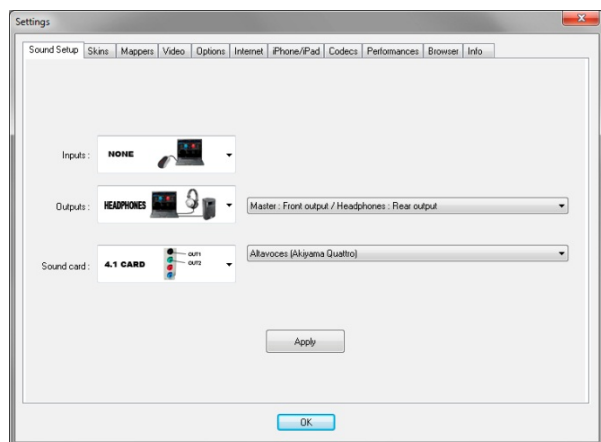 Settings
Sound Setup Skins Mappers Video Options Internet iPhone/iPad Codecs Performances Browser Info
Inputs : NONE
Outputs : HEADPHONES Master : Front output / Headphones : Rear output
Sound card : 4.1 CARD OUT1 OUT2 Altavoces (Akiyama Quattro)
Apply
OK